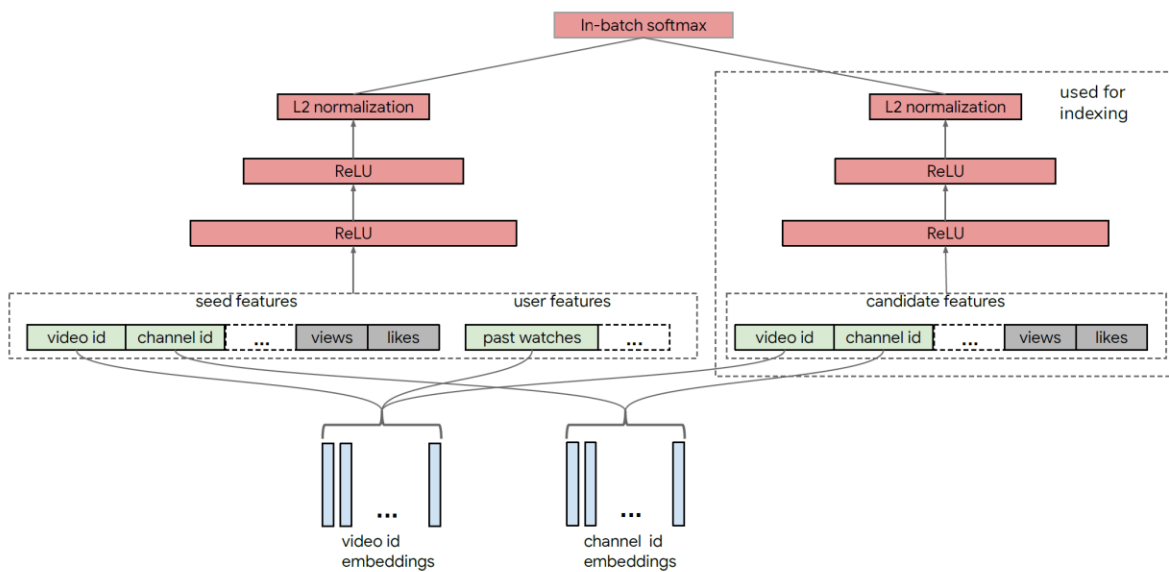 In-batch softmax
L2 normalization
L2 normalization
used for
indexing
ReLU
ReLU
ReLU
ReLU
seed features
user features
candidate features
video id channel id ... views likes
past watches ...
video id channel id ... views likes
...
...
video id
embeddings
channel id
embeddings